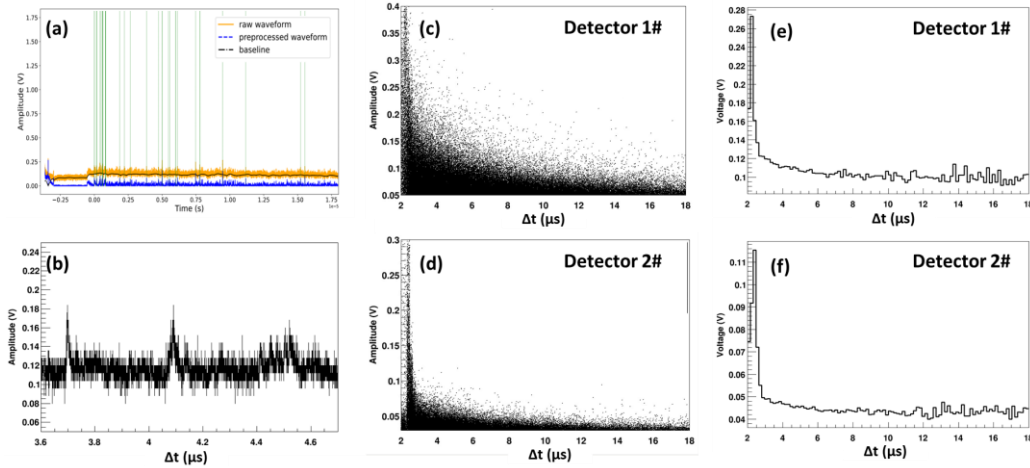 (a)
raw waveform
preprocessed waveform
baseline
Amplitude (V)
1.75
1.50
1.25
1.00
0.75
0.50
0.25
0.00
0.00 0.25 0.50 0.75 1.00 1.25 1.50 1.75
Time (s)
1e−5
(b)
Amplitude (V)
0.24
0.22
0.2
0.18
0.16
0.14
0.12
0.1
0.08
0.06
3.6 3.8 4 4.2 4.4 4.6
Δt (μs)
(c)
Detector 1#
Amplitude (V)
0.4
0.35
0.3
0.25
0.2
0.15
0.1
0.05
2 4 6 8 10 12 14 16 18
Δt (μs)
(d)
Detector 2#
Amplitude (V)
0.3
0.25
0.2
0.15
0.1
0.05
2 4 6 8 10 12 14 16 18
Δt (μs)
(e)
Detector 1#
Voltage (V)
0.28
0.26
0.24
0.22
0.2
0.18
0.16
0.14
0.12
0.1
2 4 6 8 10 12 14 16 18
Δt (μs)
(f)
Detector 2#
Voltage (V)
0.11
0.1
0.09
0.08
0.07
0.06
0.05
0.04
2 4 6 8 10 12 14 16 18
Δt (μs)